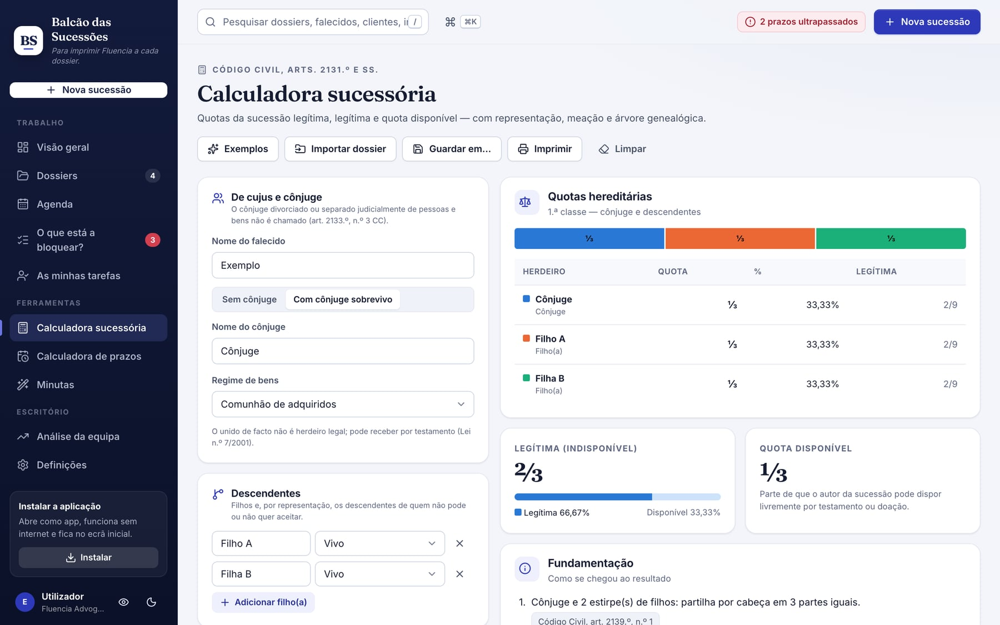 BS
Balcão das
Sucessões
Para imprimir Fluencia a cada
dossier.
+ Nova sucessão
TRABALHO
Visão geral
Dossiers 4
Agenda
O que está a
bloquear? 3
As minhas tarefas
FERRAMENTAS
Calculadora sucessória
Calculadora de prazos
Minutas
ESCRITÓRIO
Análise da equipa
Definições
Instalar a aplicação
Abre como app, funciona sem
internet e fica no ecrã inicial.
Instalar
E
Utilizador
Fluencia Advog...
Pesquisar dossiers, falecidos, clientes, /
⌘ ⌘K
2 prazos ultrapassados
+ Nova sucessão
CÓDIGO CIVIL, ARTS. 2131.º E SS.
Calculadora sucessória
Quotas da sucessão legítima, legítima e quota disponível — com representação, meação e árvore genealógica.
Exemplos
Importar dossier
Guardar em...
Imprimir
Limpar
De cujus e cônjuge
O cônjuge divorciado ou separado judicialmente de pessoas e
bens não é chamado (art. 2133.º, n.º 3 CC).
Nome do falecido
Exemplo
Sem cônjuge Com cônjuge sobrevivo
Nome do cônjuge
Cônjuge
Regime de bens
Comunhão de adquiridos
O unido de facto não é herdeiro legal; pode receber por testamento (Lei
n.º 7/2001).
Descendentes
Filhos e, por representação, os descendentes de quem não pode
ou não quer aceitar.
Filho A Vivo
Filha B Vivo
+ Adicionar filho(a)
Quotas hereditárias
1.ª classe — cônjuge e descendentes
⅓ ⅓ ⅓
HERDEIRO QUOTA % LEGÍTIMA
Cônjuge ⅓ 33,33% 2/9
Cônjuge
Filho A ⅓ 33,33% 2/9
Filho(a)
Filha B ⅓ 33,33% 2/9
Filho(a)
LEGÍTIMA (INDISPONÍVEL)
⅔
Legítima 66,67% Disponível 33,33%
QUOTA DISPONÍVEL
⅓
Parte de que o autor da sucessão pode dispor
livremente por testamento ou doação.
Fundamentação
Como se chegou ao resultado
1. Cônjuge e 2 estirpe(s) de filhos: partilha por cabeça em 3 partes iguais.
Código Civil, art. 2139.º, n.º 1